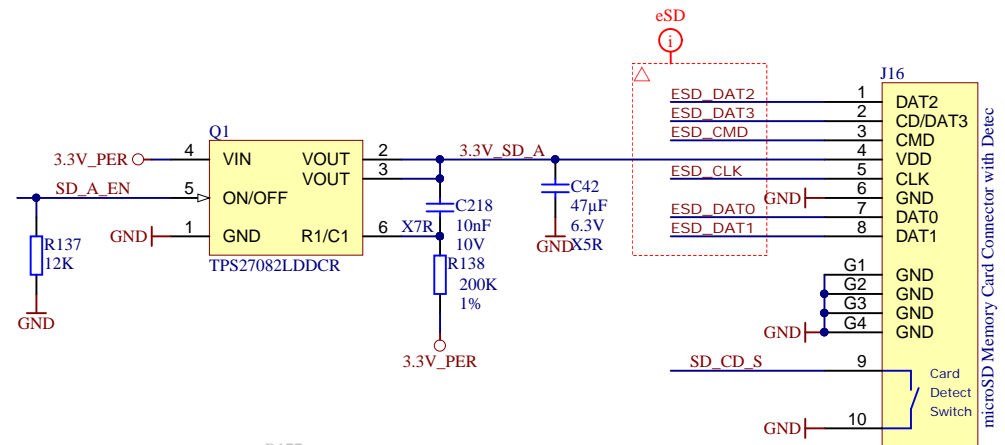 eSD
i
J16
ESD_DAT2 1 DAT2
ESD_DAT3 2 CD/DAT3
ESD_CMD 3 CMD
Q1
3.3V_PER 4 VIN VOUT 2 3.3V_SD_A 4 VDD
VOUT 3
SD_A_EN 5 ON/OFF
ESD_CLK 5 CLK
GND 6 GND
C218
10nF
10V
X7R
C42
47µF
6.3V
X5R
GND
ESD_DAT0 7 DAT0
ESD_DAT1 8 DAT1
GND 1 GND R1/C1 6
TPS27082LDDCR
R137
12K
GND
R138
200K
1%
3.3V_PER
G1 GND
G2 GND
G3 GND
GND G4 GND
SD_CD_S 9
Card
Detect
Switch
GND 10
microSD Memory Card Connector with Detec